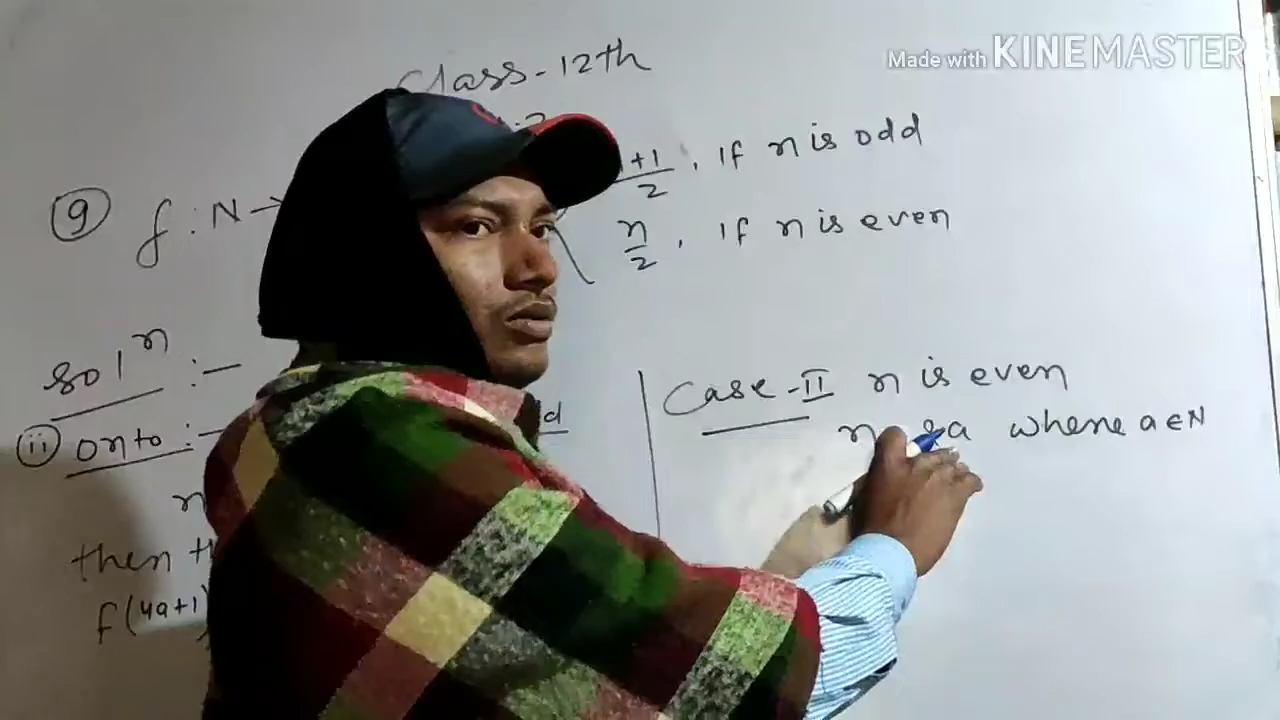 Made with KINEMASTER
Class-12th
9 f : N → n+1/2 , if n is odd
n/2 , if n is even
solⁿ :-
(ii) onto :-
n
then
f(4a+1)
Case-II n is even
n 2a where a∈N